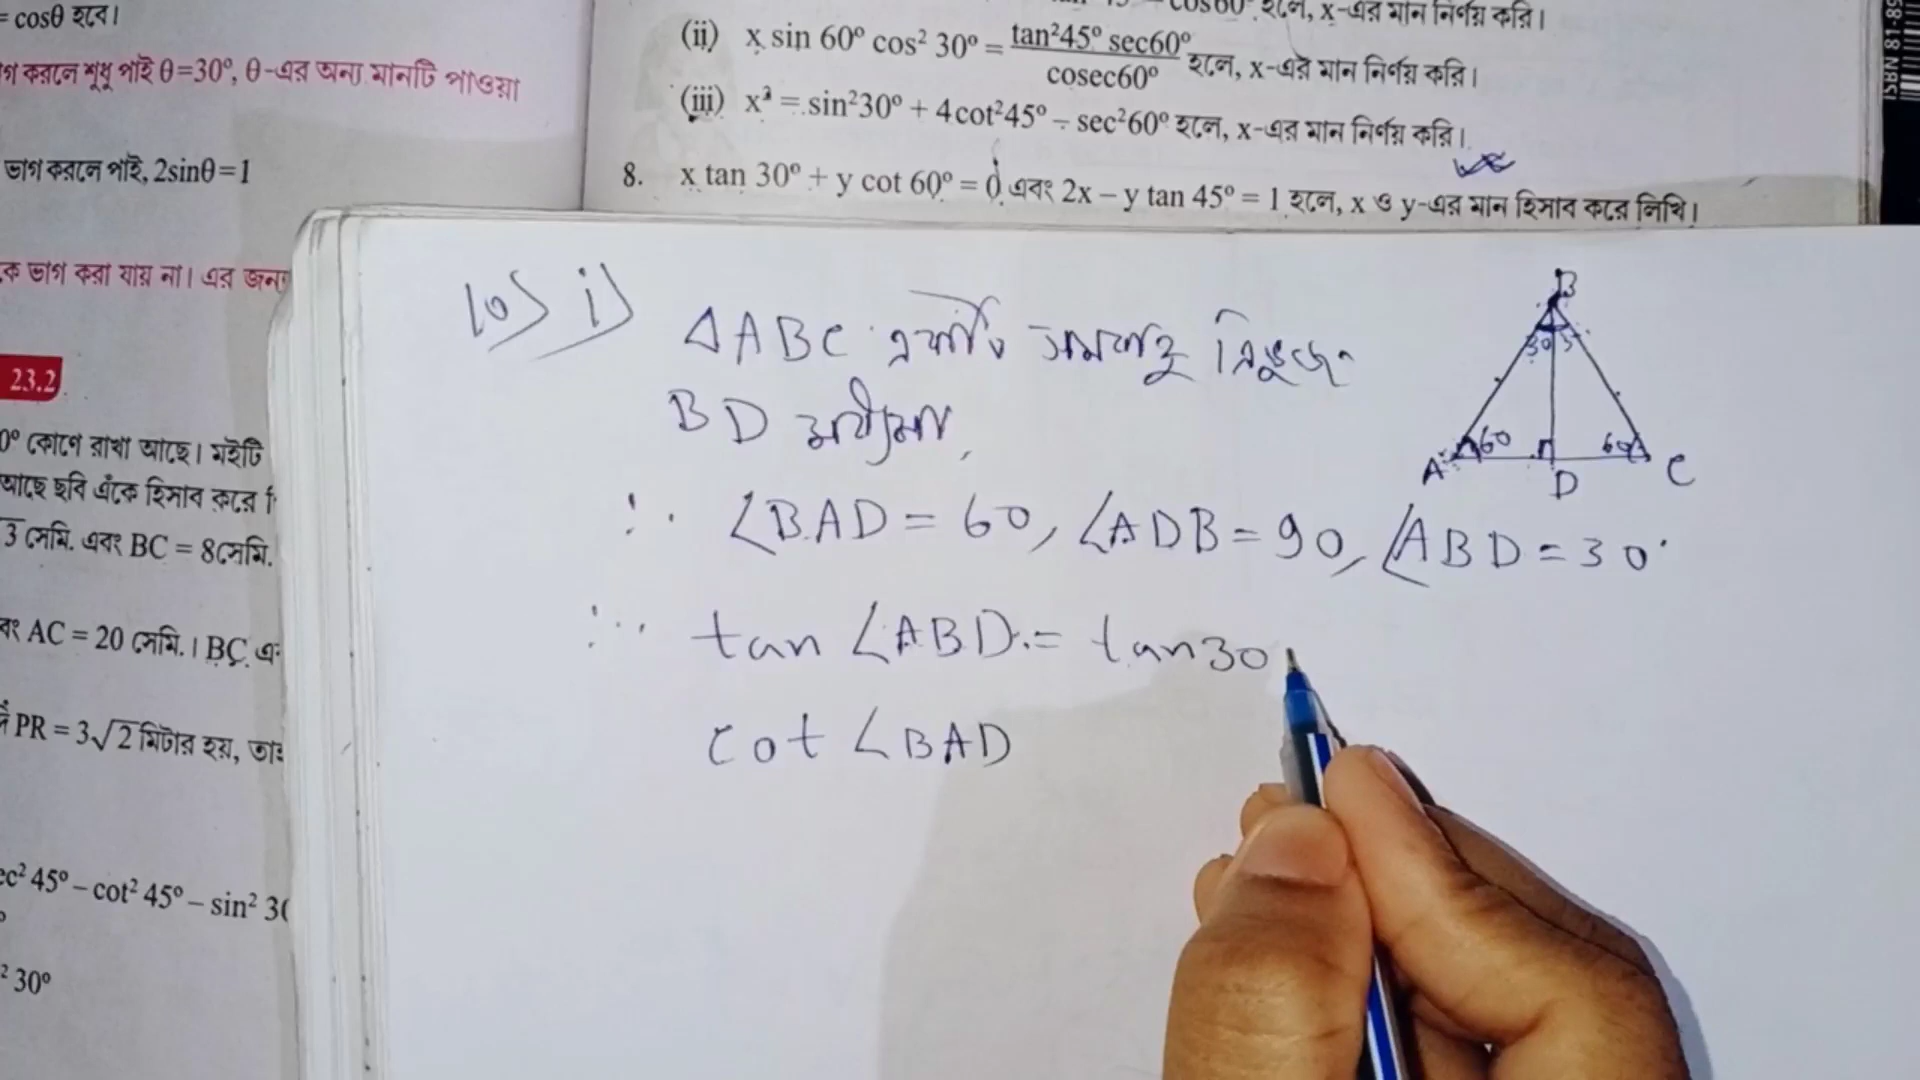 = cosθ হবে।
গ করলে শুধু পাই θ=30°, θ-এর অন্য মানটি পাওয়া
ভাগ করলে পাই, 2sinθ=1
কে ভাগ করা যায় না। এর জন্য
23.2
0° কোণে রাখা আছে। মইটি
আছে ছবি এঁকে হিসাব করে
3 সেমি. এবং BC = 8সেমি.
বং AC = 20 সেমি.। BC এ
PR = 3√2 মিটার হয়, তা
ec² 45° – cot² 45° – sin² 3
² 30°
cos60° হলে, x-এর মান নির্ণয় করি।
(ii) x sin 60° cos² 30° = tan²45° sec60° / cosec60° হলে, x-এর মান নির্ণয় করি।
(iii) x² = sin²30° + 4cot²45° – sec²60° হলে, x-এর মান নির্ণয় করি।
8. x tan 30° + y cot 60° = 0 এবং 2x – y tan 45° = 1 হলে, x ও y-এর মান হিসাব করে লিখি।
ISBN 81-85
10) i)
ΔABC একটি সমবাহু ত্রিভুজ
BD মধ্যমা,
∴ ∠BAD = 60, ∠ADB = 90, ∠ABD = 30°
∴ tan ∠ABD = tan30
cot ∠BAD
B
30
60
60
A
D
C